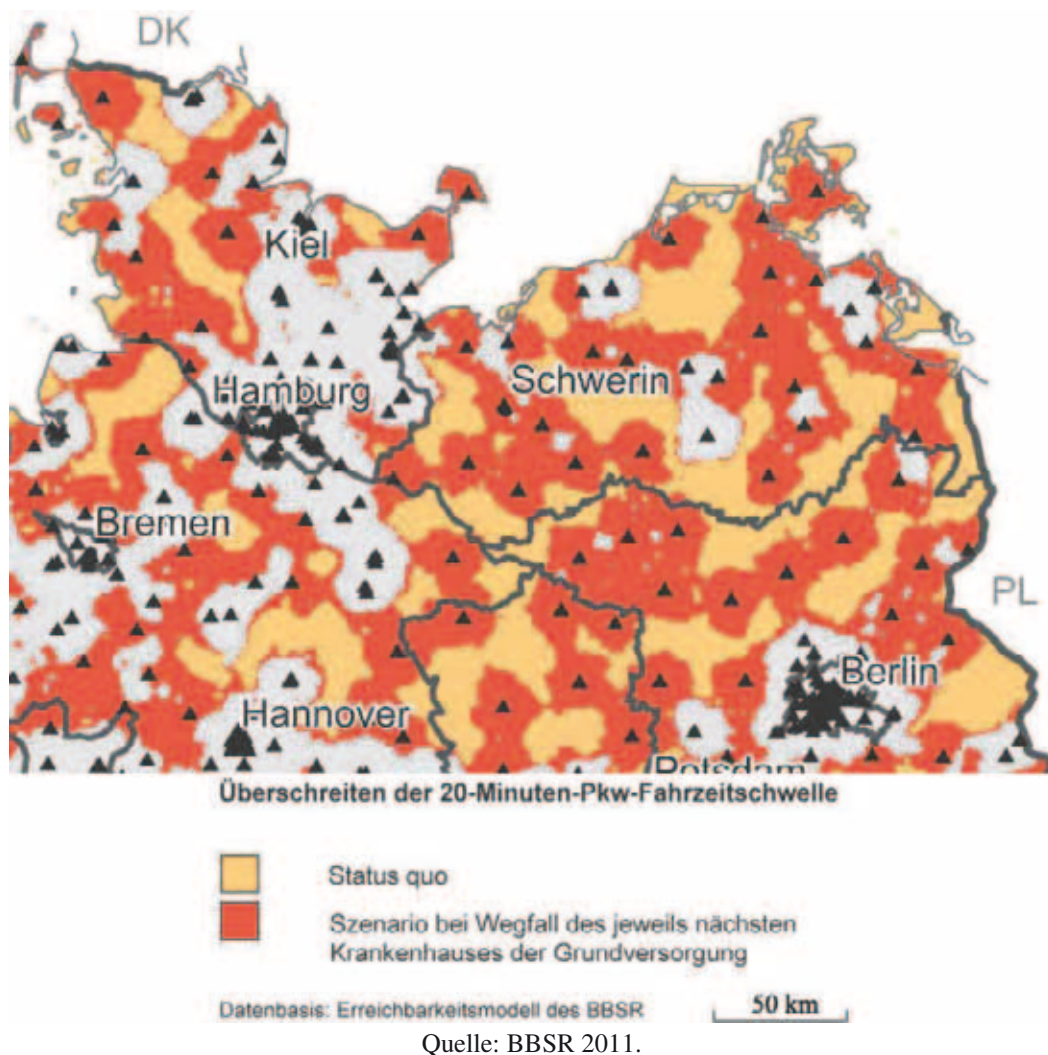 DK
Kiel
Schwerin
Hamburg
Bremen
PL
Berlin
Hannover
Potsdam
Überschreiten der 20-Minuten-Pkw-Fahrzeitschwelle
Status quo
Szenario bei Wegfall des jeweils nächsten
Krankenhauses der Grundversorgung
Datenbasis: Erreichbarkeitsmodell des BBSR
50 km
Quelle: BBSR 2011.